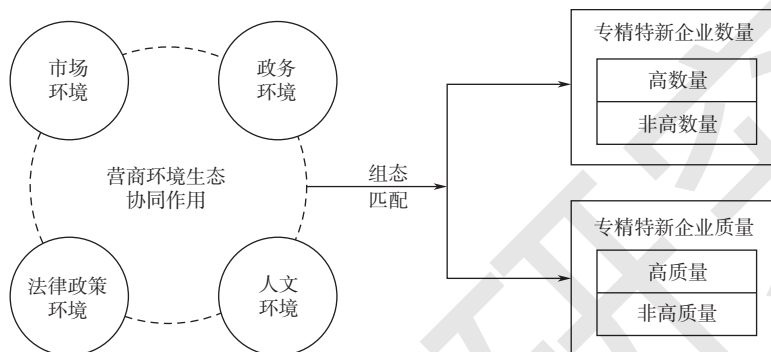 市场
环境
政务
环境
营商环境生态
协同作用
法律政策
环境
人文
环境
组态
匹配
专精特新企业数量
高数量
非高数量
专精特新企业质量
高质量
非高质量